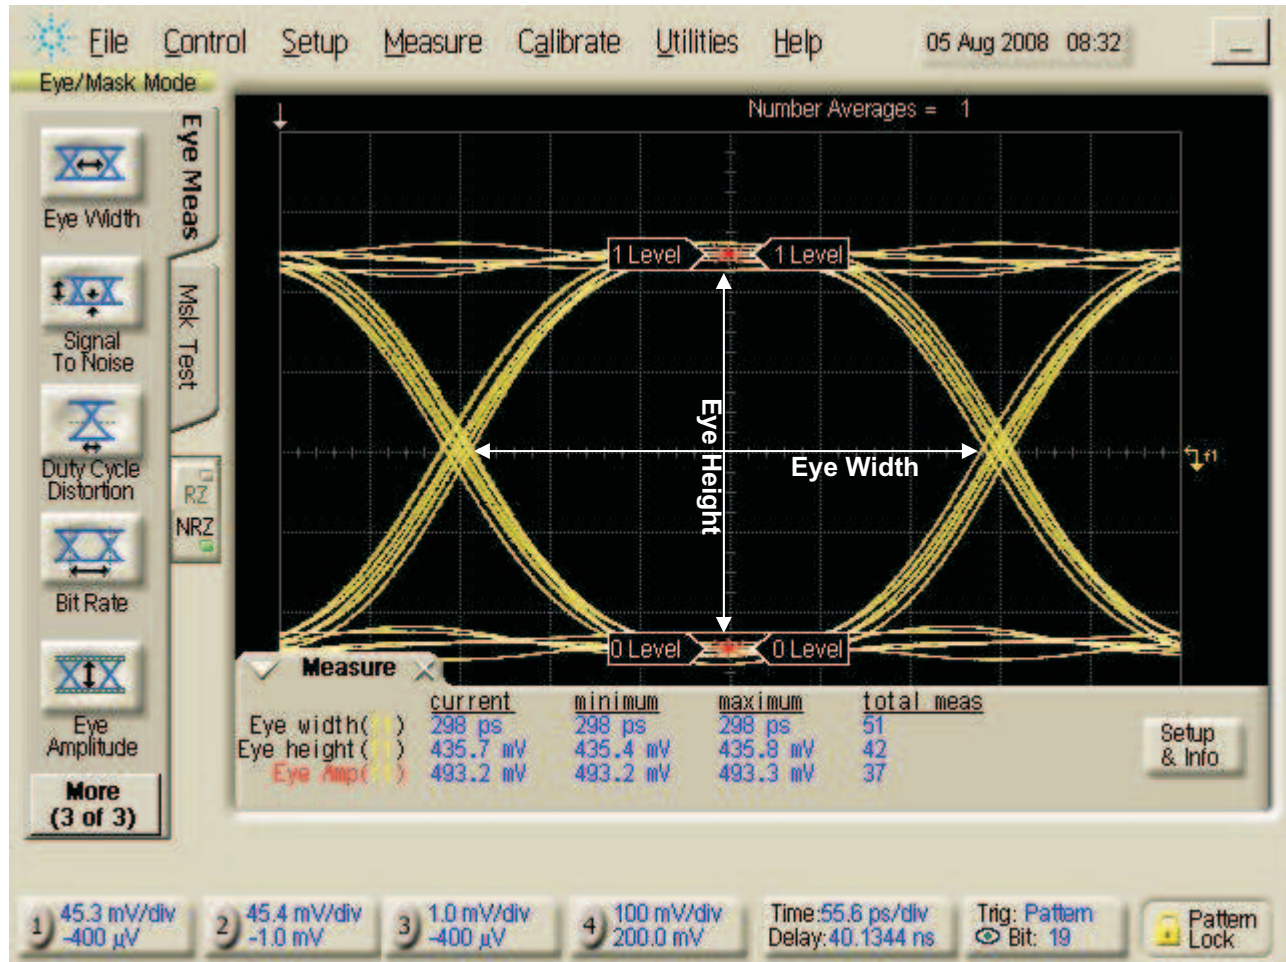 File Control Setup Measure Calibrate Utilities Help 05 Aug 2008 08:32
Eye/Mask Mode
Number Averages = 1
Eye Meas
Msk Test
Eye Width
Signal
To Noise
Duty Cycle
Distortion
RZ
NRZ
Bit Rate
Eye
Amplitude
More
(3 of 3)
1 Level 1 Level
Eye Height
Eye Width
f1
0 Level 0 Level
Measure
current minimum maximum total meas
Eye width(f1) 298 ps 298 ps 298 ps 51
Eye height(f1) 435.7 mV 435.4 mV 435.8 mV 42
Eye Amp(f1) 493.2 mV 493.2 mV 493.3 mV 37
Setup
& Info
1) 45.3 mV/div
-400 µV
2) 45.4 mV/div
-1.0 mV
3) 1.0 mV/div
-400 µV
4) 100 mV/div
200.0 mV
Time:55.6 ps/div
Delay:40.1344 ns
Trig: Pattern
Bit: 19
Pattern
Lock